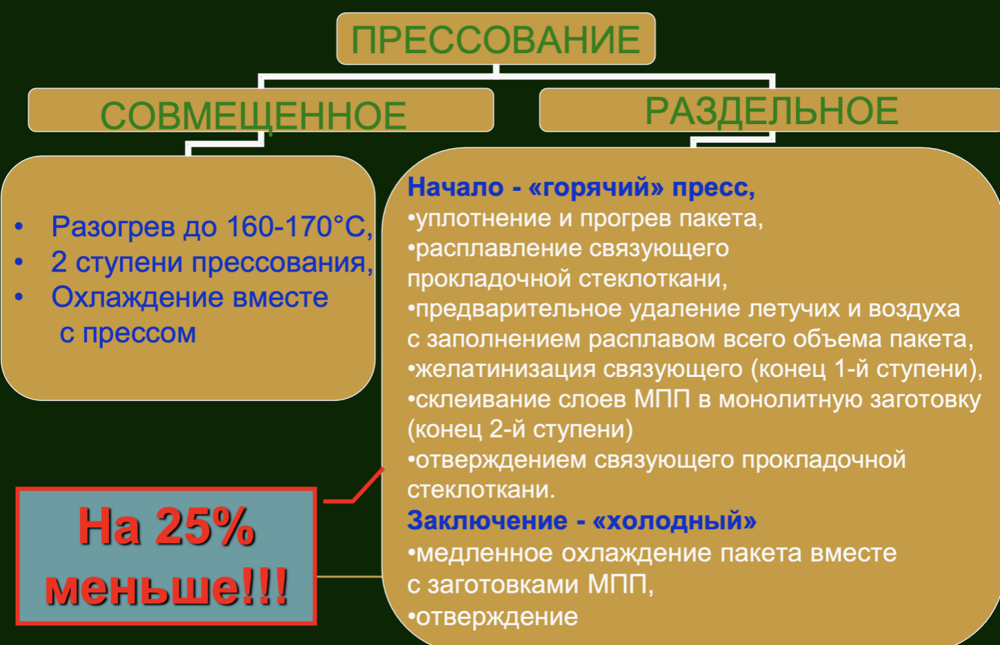 ПРЕССОВАНИЕ
СОВМЕЩЕННОЕ
РАЗДЕЛЬНОЕ
• Разогрев до 160-170°С,
• 2 ступени прессования,
• Охлаждение вместе
с прессом
Начало - «горячий» пресс,
•уплотнение и прогрев пакета,
•расплавление связующего
прокладочной стеклоткани,
•предварительное удаление летучих и воздуха
с заполнением расплавом всего объема пакета,
•желатинизация связующего (конец 1-й ступени),
•склеивание слоев МПП в монолитную заготовку
(конец 2-й ступени)
•отверждением связующего прокладочной
стеклоткани.
Заключение - «холодный»
•медленное охлаждение пакета вместе
с заготовками МПП,
•отверждение
На 25%
меньше!!!